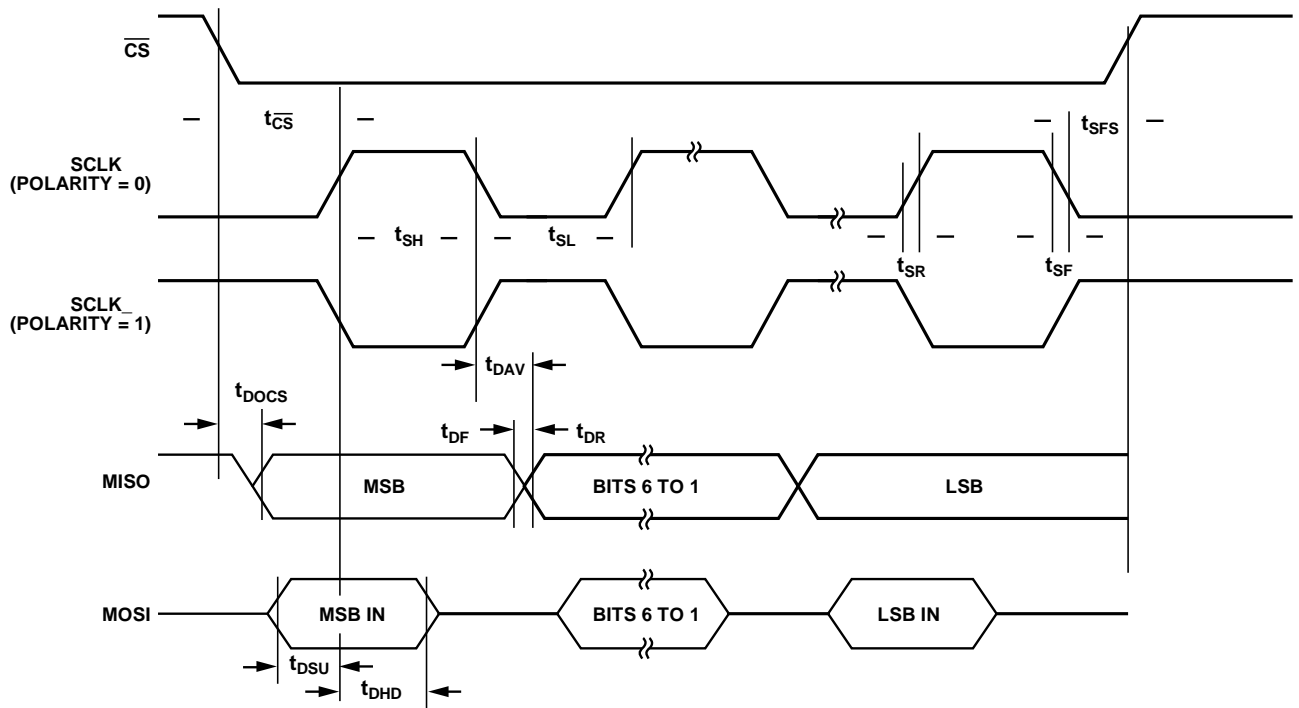 CS
tCS
tSFS
SCLK
(POLARITY = 0)
tSH
tSL
tSR
tSF
SCLK_
(POLARITY = 1)
tDAV
tDOCS
tDF
tDR
MISO
MSB
BITS 6 TO 1
LSB
MOSI
MSB IN
BITS 6 TO 1
LSB IN
tDSU
tDHD